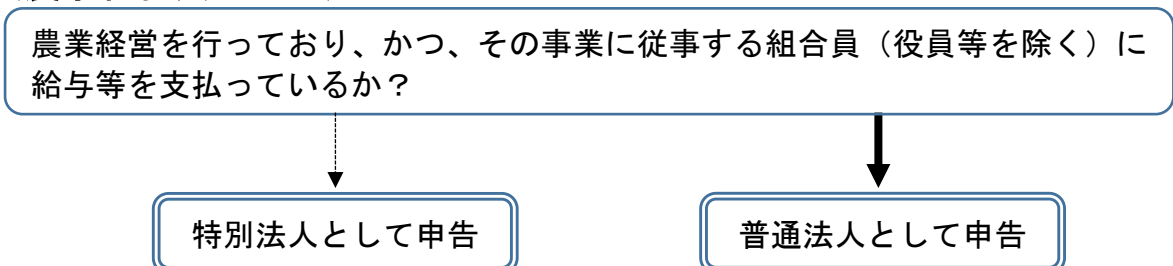 農業経営を行っており、かつ、その事業に従事する組合員（役員等を除く）に
給与等を支払っているか？
特別法人として申告
普通法人として申告